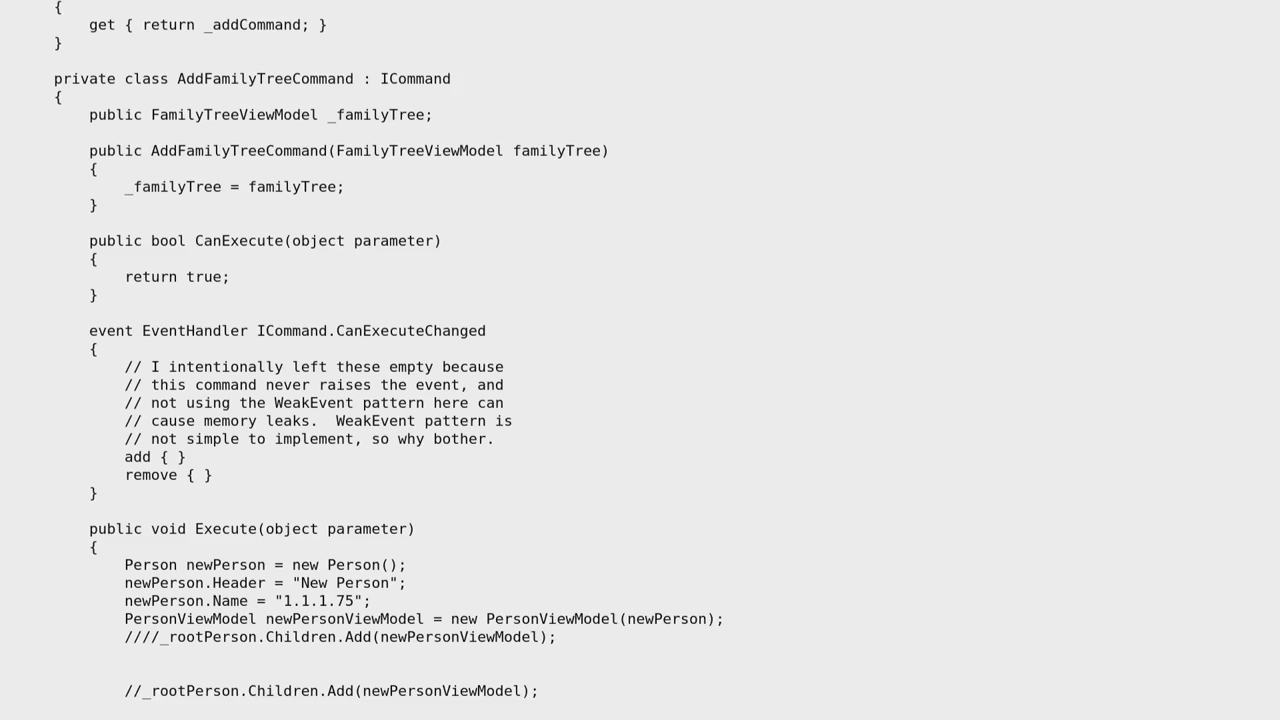 {
get { return _addCommand; }
}
private class AddFamilyTreeCommand : ICommand
{
public FamilyTreeViewModel _familyTree;
public AddFamilyTreeCommand(FamilyTreeViewModel familyTree)
{
_familyTree = familyTree;
}
public bool CanExecute(object parameter)
{
return true;
}
event EventHandler ICommand.CanExecuteChanged
{
// I intentionally left these empty because
// this command never raises the event, and
// not using the WeakEvent pattern here can
// cause memory leaks.  WeakEvent pattern is
// not simple to implement, so why bother.
add { }
remove { }
}
public void Execute(object parameter)
{
Person newPerson = new Person();
newPerson.Header = "New Person";
newPerson.Name = "1.1.1.75";
PersonViewModel newPersonViewModel = new PersonViewModel(newPerson);
////_rootPerson.Children.Add(newPersonViewModel);
//_rootPerson.Children.Add(newPersonViewModel);